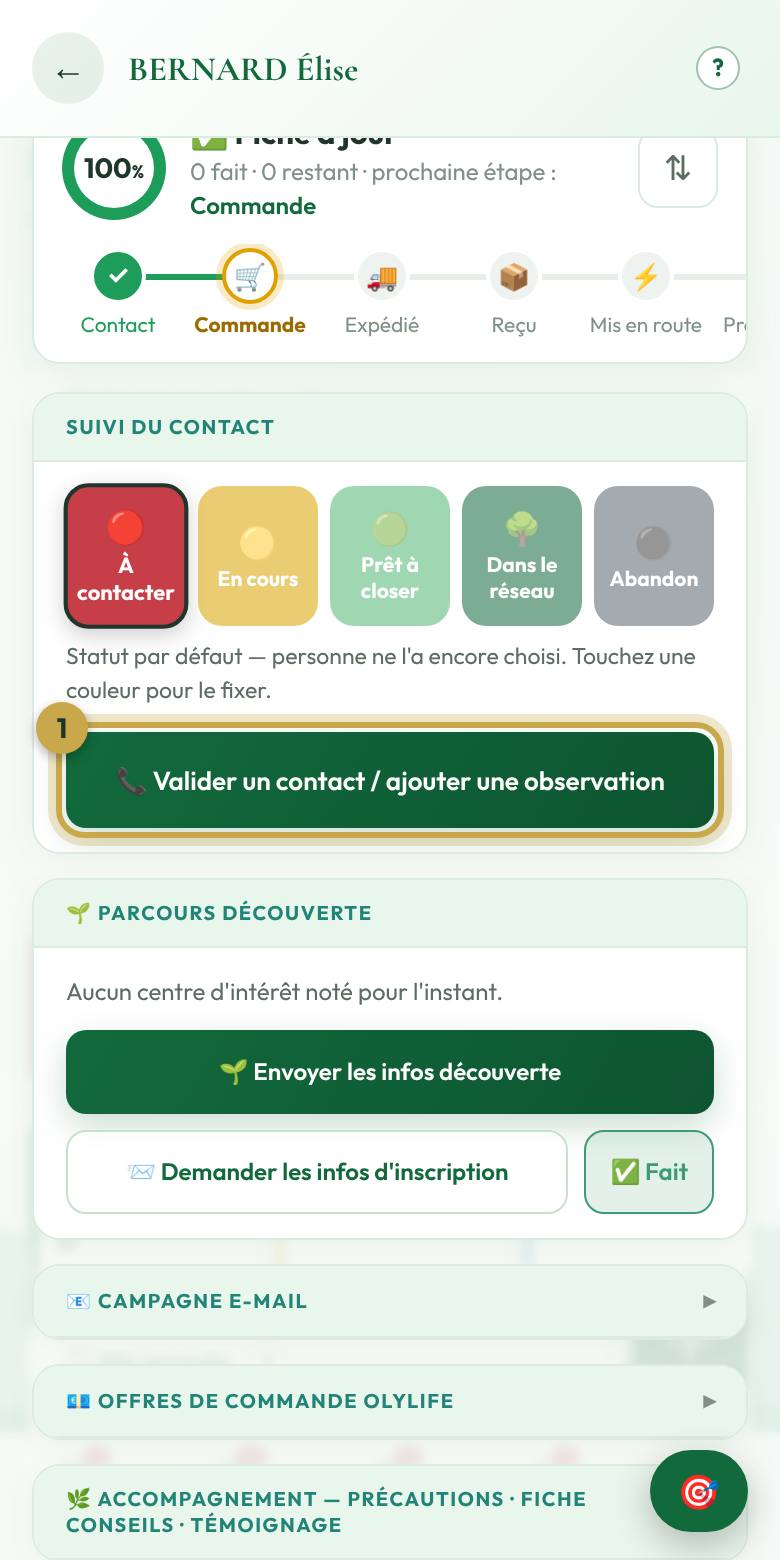 ← BERNARD Élise ?
✅ Fiche à jour
100%
0 fait · 0 restant · prochaine étape :
Commande
Contact Commande Expédié Reçu Mis en route
SUIVI DU CONTACT
À
contacter
En cours
Prêt à
closer
Dans le
réseau
Abandon
Statut par défaut — personne ne l'a encore choisi. Touchez une
couleur pour le fixer.
1
📞 Valider un contact / ajouter une observation
🌱 PARCOURS DÉCOUVERTE
Aucun centre d'intérêt noté pour l'instant.
🌱 Envoyer les infos découverte
📨 Demander les infos d'inscription
✅ Fait
📧 CAMPAGNE E-MAIL ▶
💶 OFFRES DE COMMANDE OLYLIFE ▶
🌿 ACCOMPAGNEMENT — PRÉCAUTIONS · FICHE
CONSEILS · TÉMOIGNAGE